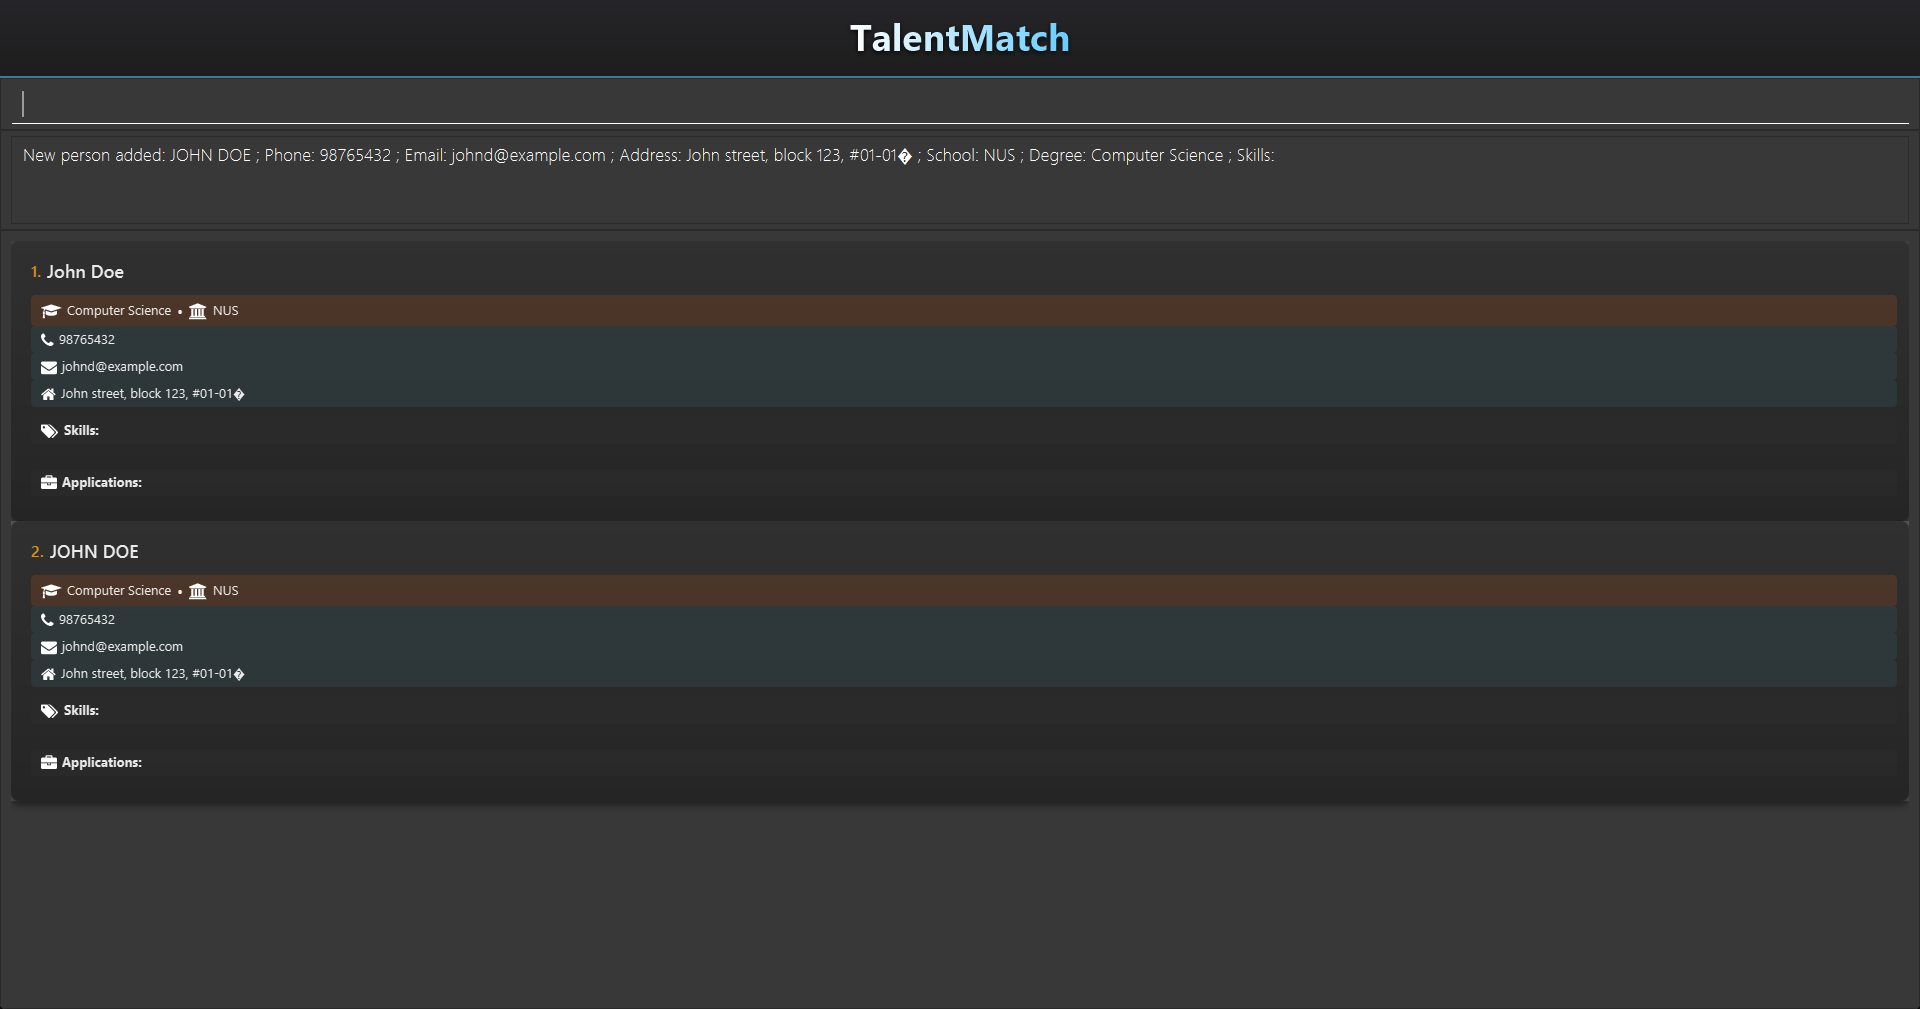 TalentMatch
New person added: JOHN DOE ; Phone: 98765432 ; Email: johnd@example.com ; Address: John street, block 123, #01-01� ; School: NUS ; Degree: Computer Science ; Skills:
1. John Doe
Computer Science • NUS
98765432
johnd@example.com
John street, block 123, #01-01�
Skills:
Applications:
2. JOHN DOE
Computer Science • NUS
98765432
johnd@example.com
John street, block 123, #01-01�
Skills:
Applications: